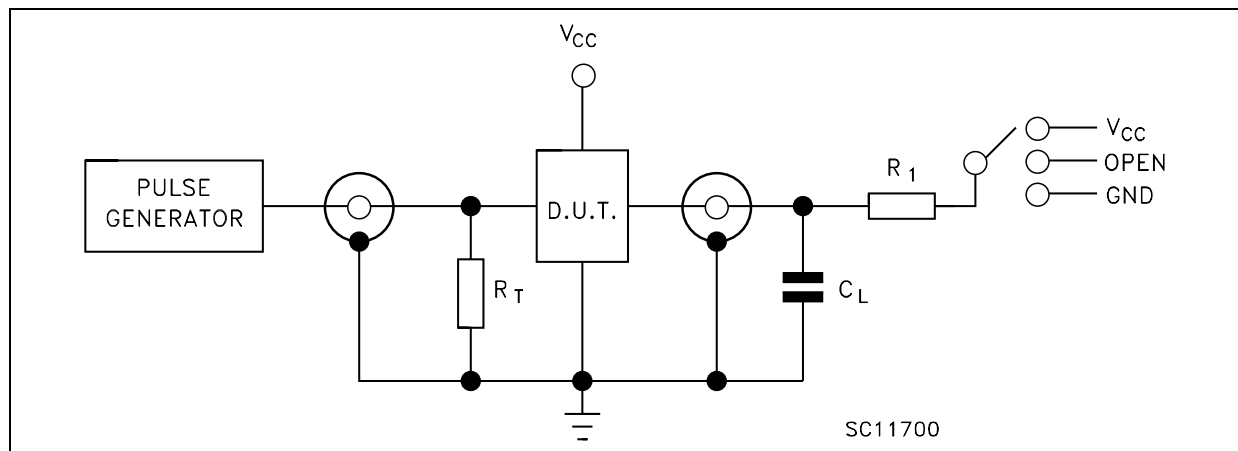 VCC
PULSE
GENERATOR
RT
D.U.T.
CL
R1
VCC
OPEN
GND
SC11700